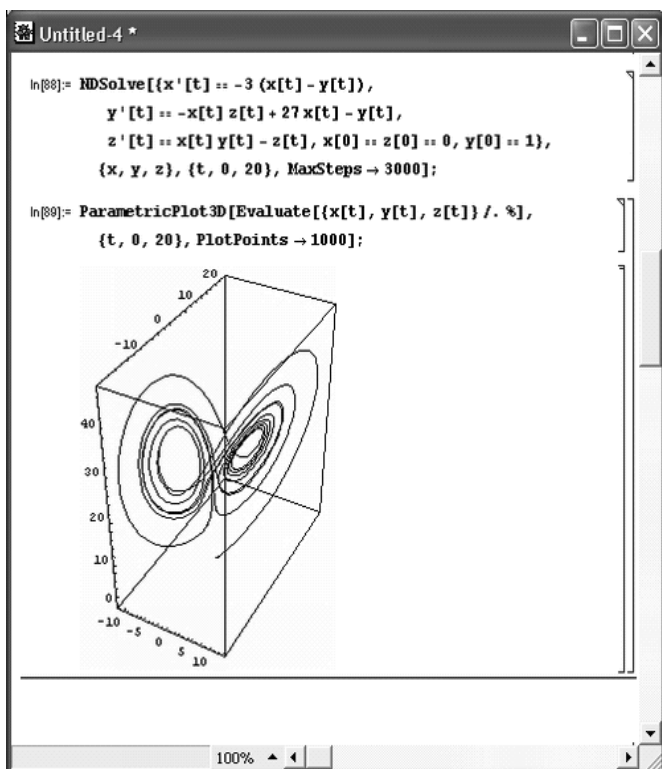 Untitled-4 *
In[88]:= NDSolve[{x'[t] == -3 (x[t] - y[t]),
y'[t] == -x[t] z[t] + 27 x[t] - y[t],
z'[t] == x[t] y[t] - z[t], x[0] == z[0] == 0, y[0] == 1},
{x, y, z}, {t, 0, 20}, MaxSteps → 3000];
In[89]:= ParametricPlot3D[Evaluate[{x[t], y[t], z[t]} /. %],
{t, 0, 20}, PlotPoints → 1000];
20
10
0
-10
40
30
20
10
0
-10
-5
0
5
10
100%